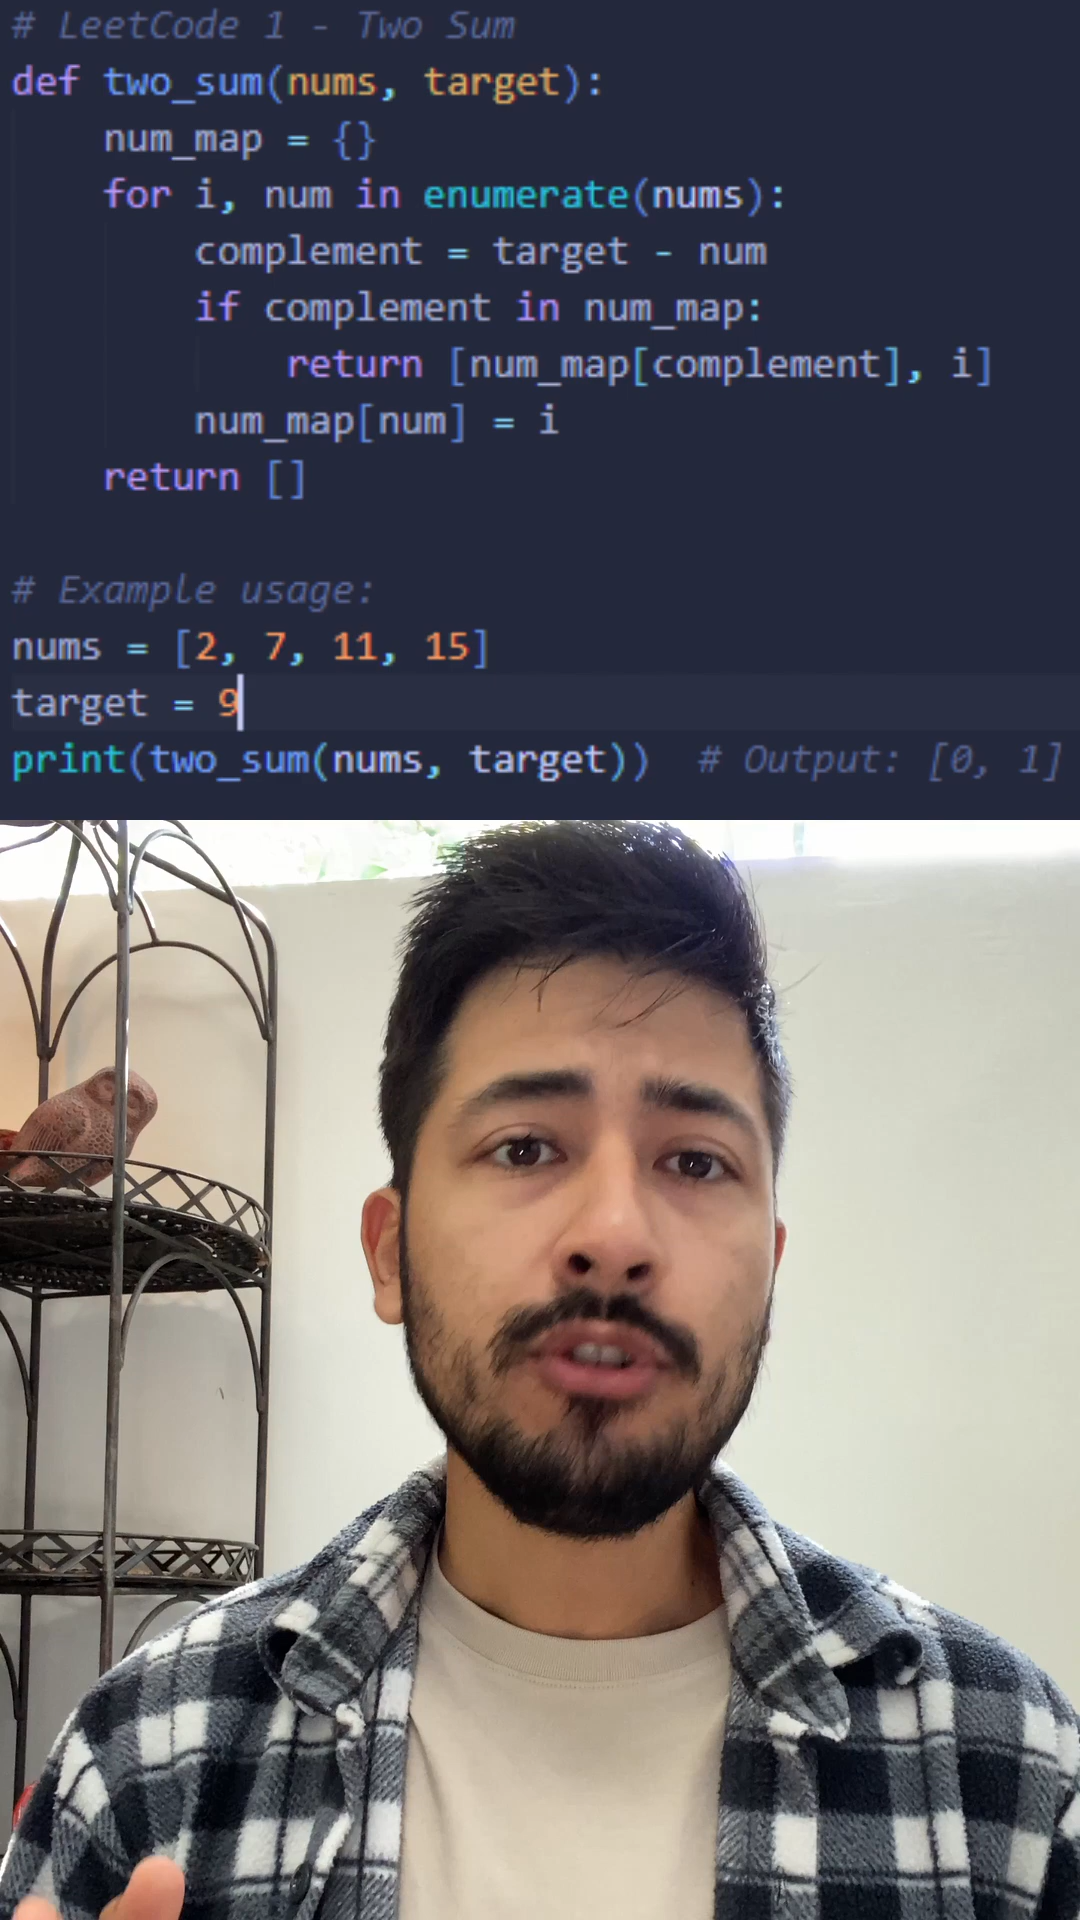 # LeetCode 1 - Two Sum
def two_sum(nums, target):
    num_map = {}
    for i, num in enumerate(nums):
        complement = target - num
        if complement in num_map:
            return [num_map[complement], i]
        num_map[num] = i
    return []

# Example usage:
nums = [2, 7, 11, 15]
target = 9
print(two_sum(nums, target))  # Output: [0, 1]